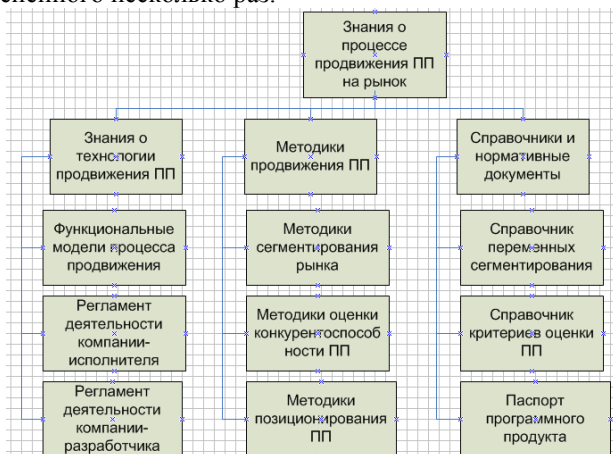 несколько раз.
Знания о
процессе
продвижения ПП
на рынок
Знания о
технологии
продвижения ПП
Методики
продвижения ПП
Справочники и
нормативные
документы
Функциональные
модели процесса
продвижения
Методики
сегментирования
рынка
Справочник
переменных
сегментирования
Регламент
деятельности
компании-
исполнителя
Методики оценки
конкурентоспособ
ности ПП
Справочник
критериев оценки
ПП
Регламент
деятельности
компании-
разработчика
Методики
позиционирования
ПП
Паспорт
программного
продукта